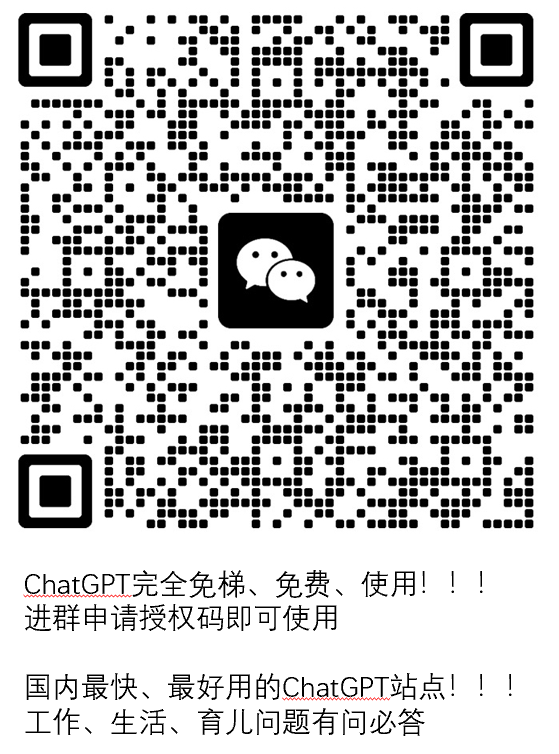 ChatGPT完全免梯、免费、使用！！！
进群申请授权码即可使用
国内最快、最好用的ChatGPT站点！！！
工作、生活、育儿问题有问必答